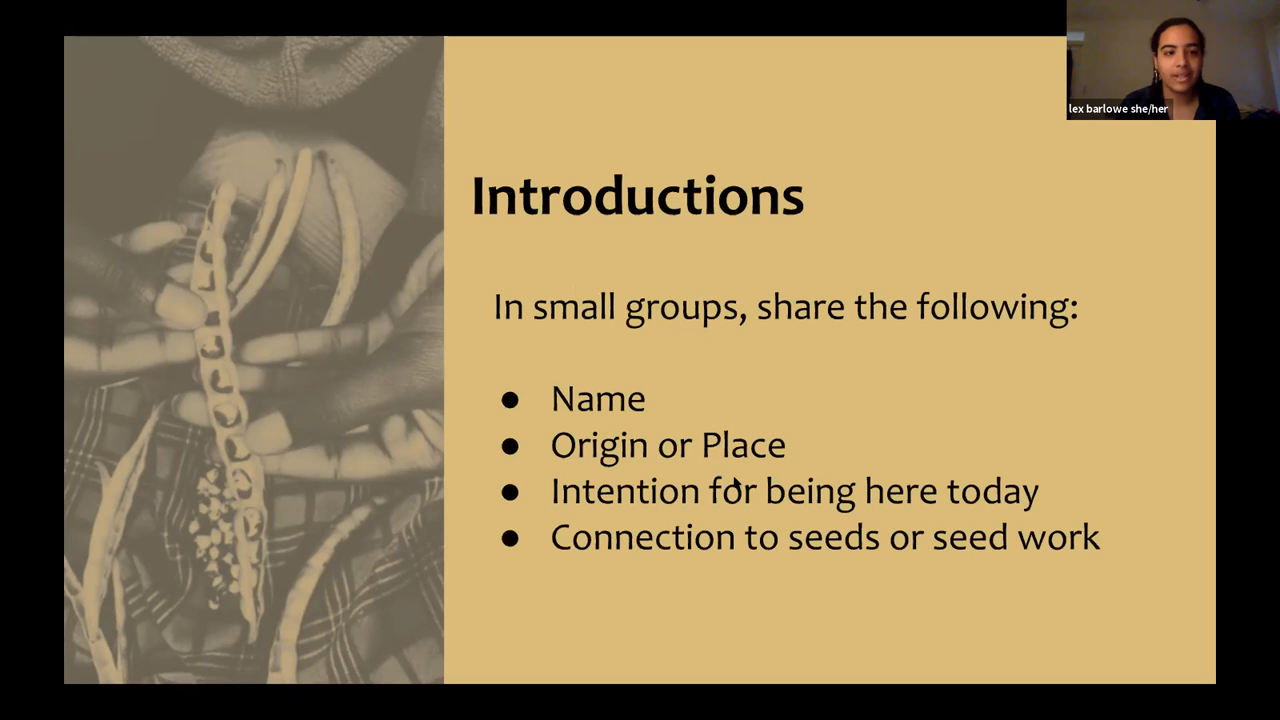 lex barlowe she/her
Introductions
In small groups, share the following:
● Name
● Origin or Place
● Intention for being here today
● Connection to seeds or seed work